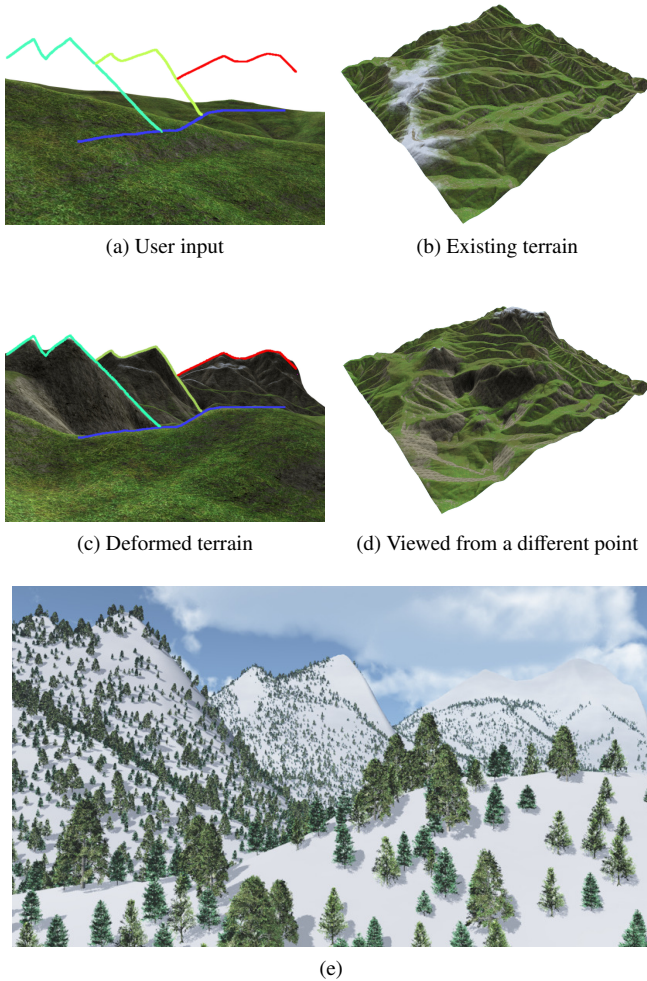 (a) User input
(b) Existing terrain
(c) Deformed terrain
(d) Viewed from a different point
(e)